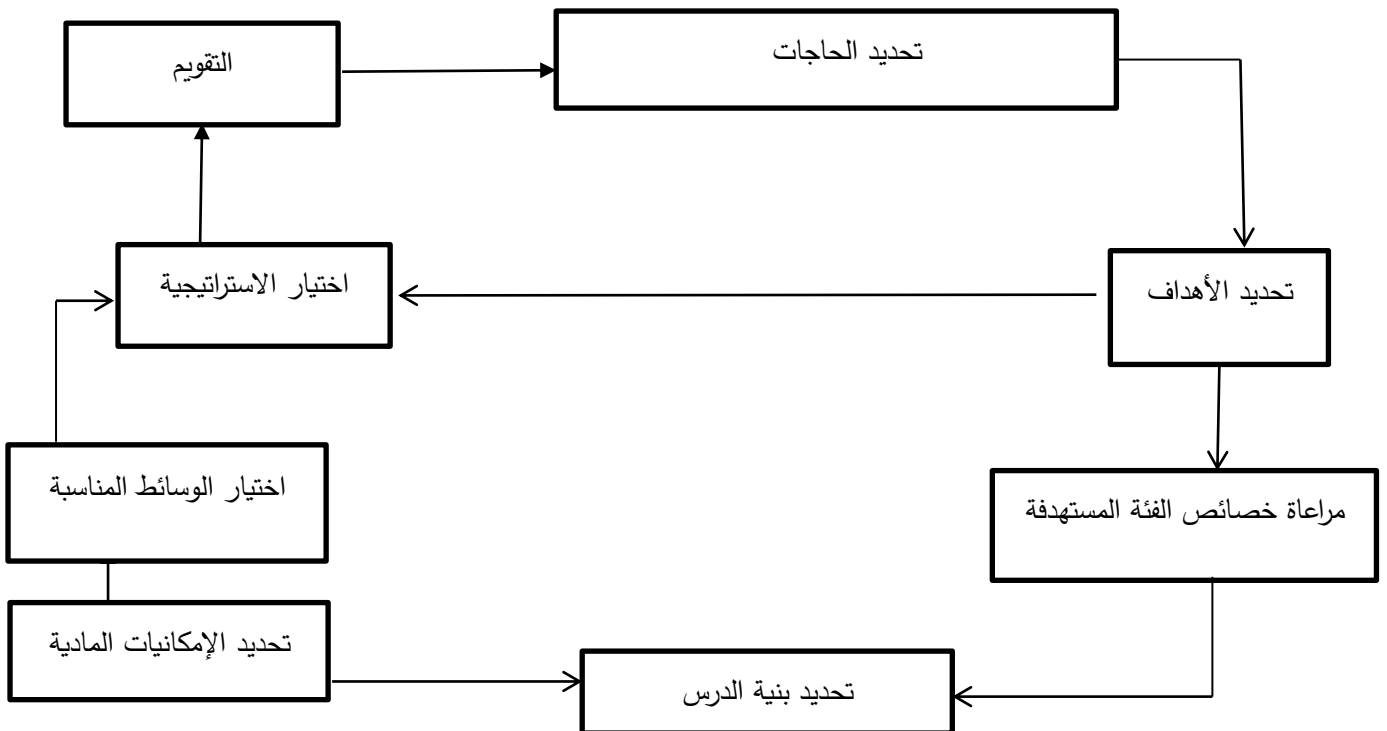 تحديد الحاجات
التقويم
تحديد الأهداف
اختيار الاستراتيجية
مراعاة خصائص الفئة المستهدفة
اختيار الوسائط المناسبة
تحديد الإمكانيات المادية
تحديد بنية الدرس